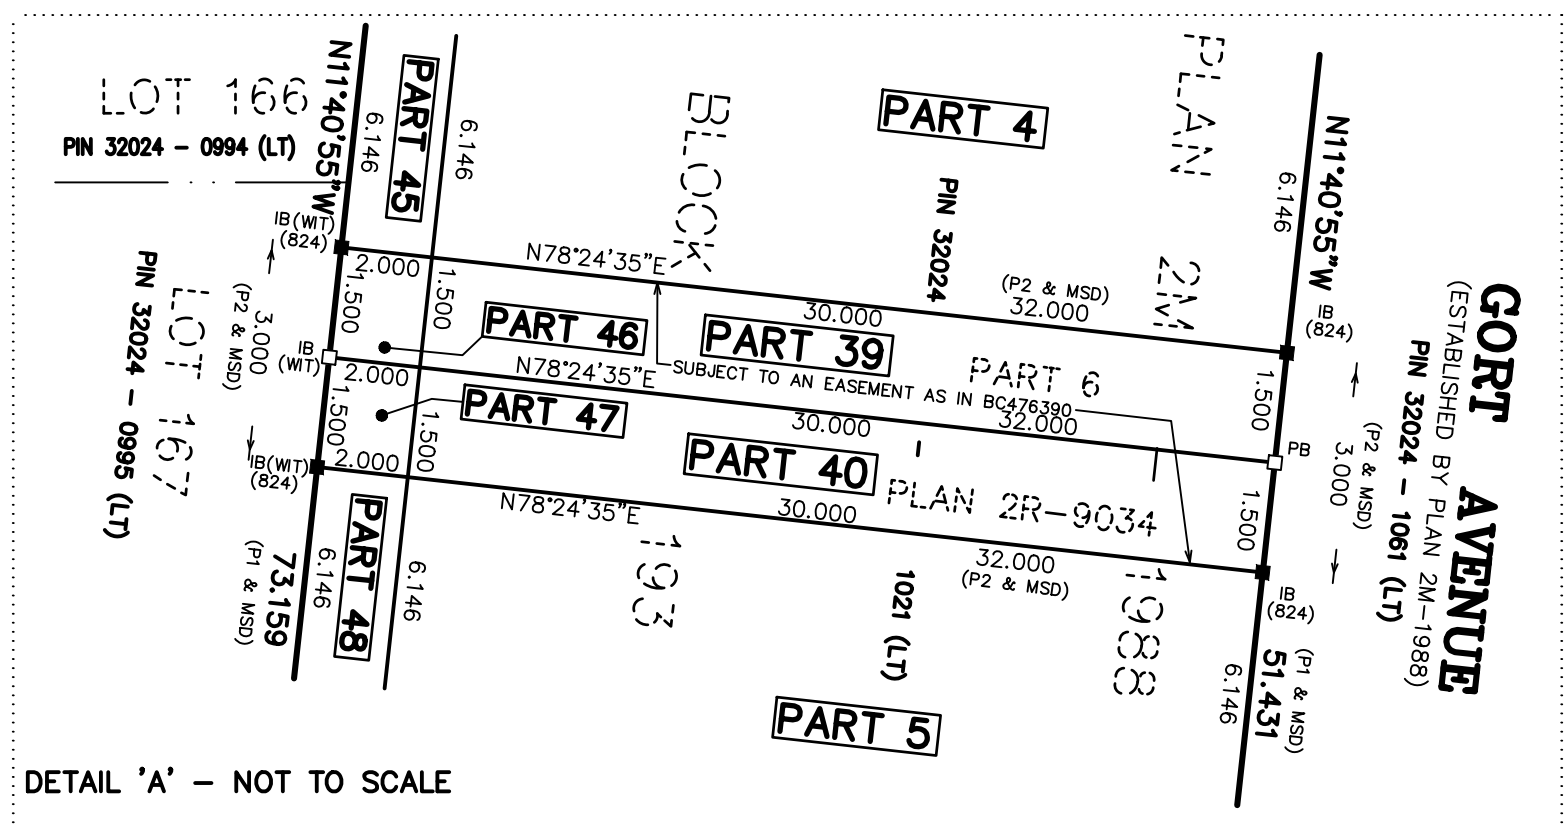 LOT 166
PIN 32024 - 0994 (LT)
N11°40'55"W
6.146
PART 45
6.146
IB(WIT)
(824)
BLOCK
193
PART 4
PIN 32024
1021 (LT)
PLAN 2M
1988
N11°40'55"W
6.146
IB
(824)
GORT AVENUE
(ESTABLISHED BY PLAN 2M-1988)
PIN 32024 - 1061 (LT)
2.000
N78°24'35"E
30.000
(P2 & MSD)
32.000
1.500
1.500
PART 46
PART 39
PART 6
SUBJECT TO AN EASEMENT AS IN BC476390
1.500
PIN 32024 - 0995 (LT)
LOT 167
3.000
(P2 & MSD)
IB
(WIT)
2.000
N78°24'35"E
30.000
32.000
PB
3.000
(P2 & MSD)
1.500
1.500
PART 47
PART 40
PLAN 2R-9034
1.500
IB(WIT)
(824)
2.000
N78°24'35"E
30.000
32.000
(P2 & MSD)
IB
(824)
73.159
(P1 & MSD)
6.146
PART 48
6.146
PART 5
6.146
51.431
(P1 & MSD)
DETAIL 'A' - NOT TO SCALE